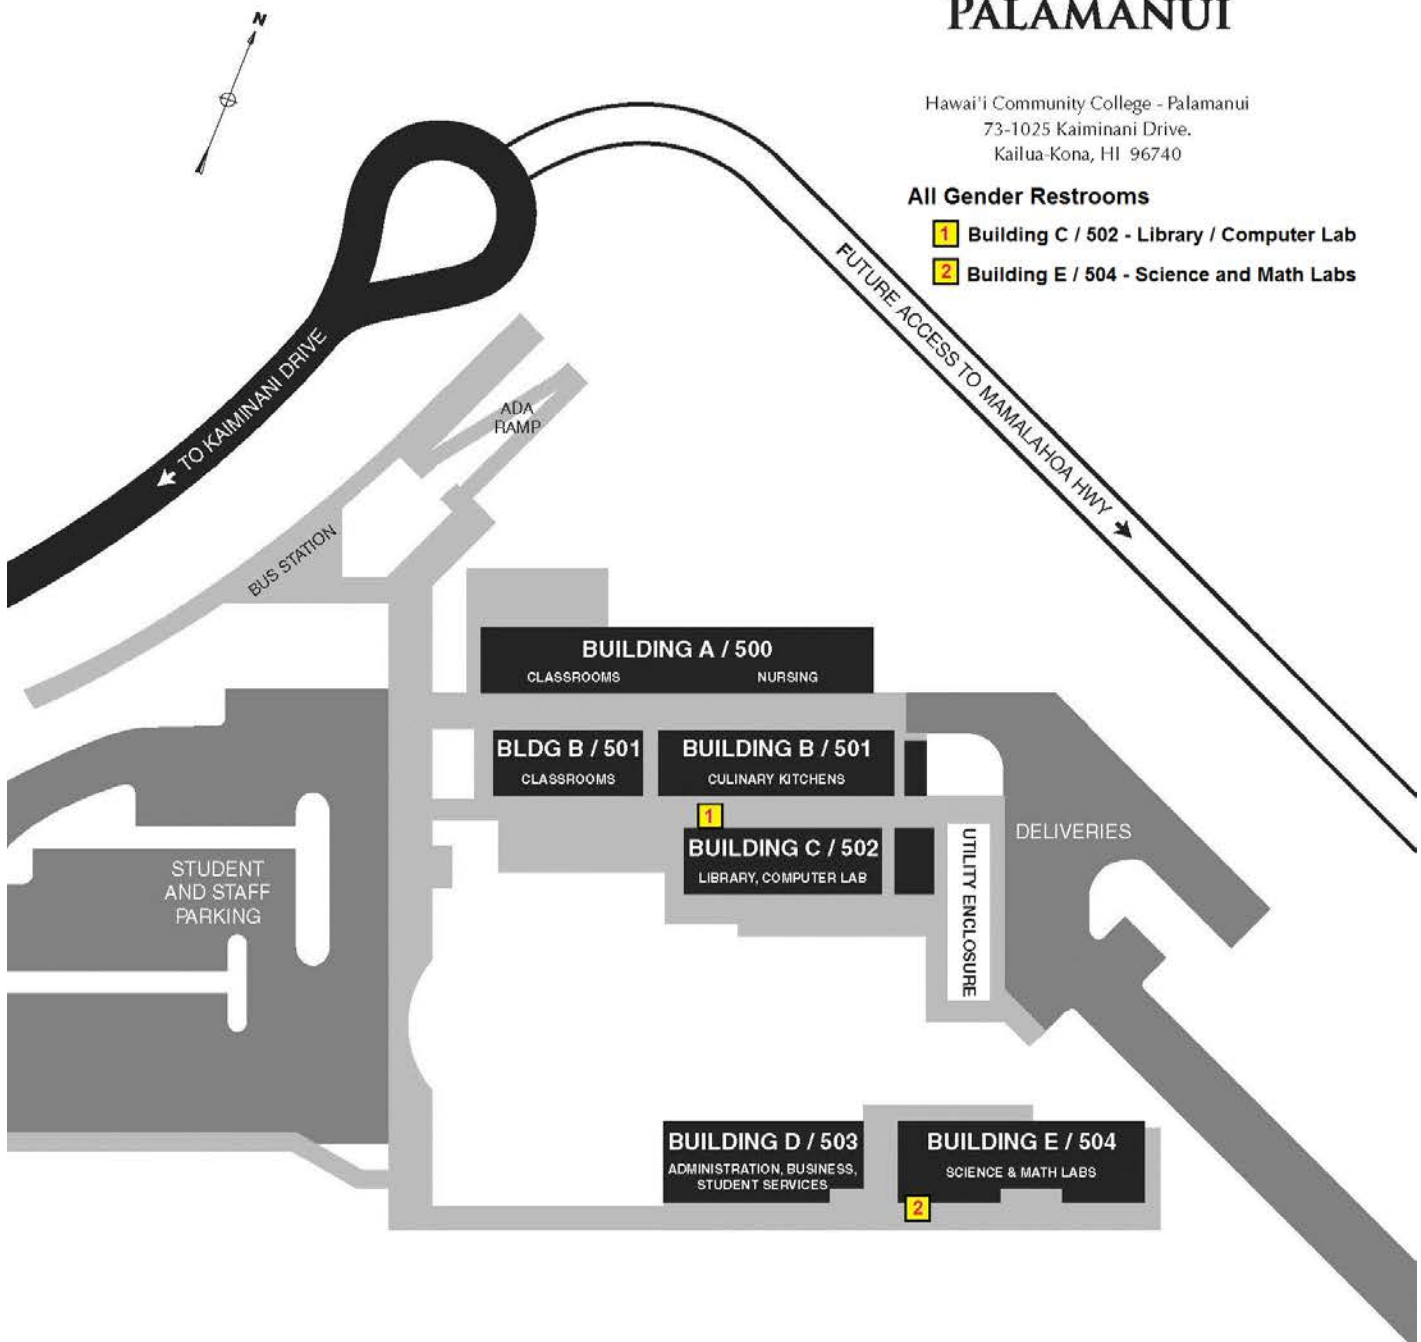 N
PALAMANUI
Hawai'i Community College - Palamanui
73-1025 Kaiminani Drive.
Kailua-Kona, HI 96740
All Gender Restrooms
1 Building C / 502 - Library / Computer Lab
2 Building E / 504 - Science and Math Labs
FUTURE ACCESS TO MAMALAHOA HWY
TO KAIMINANI DRIVE
ADA
RAMP
BUS STATION
BUILDING A / 500
CLASSROOMS NURSING
BLDG B / 501
CLASSROOMS
BUILDING B / 501
CULINARY KITCHENS
1
BUILDING C / 502
LIBRARY, COMPUTER LAB
UTILITY ENCLOSURE
DELIVERIES
STUDENT
AND STAFF
PARKING
BUILDING D / 503
ADMINISTRATION, BUSINESS,
STUDENT SERVICES
BUILDING E / 504
SCIENCE & MATH LABS
2